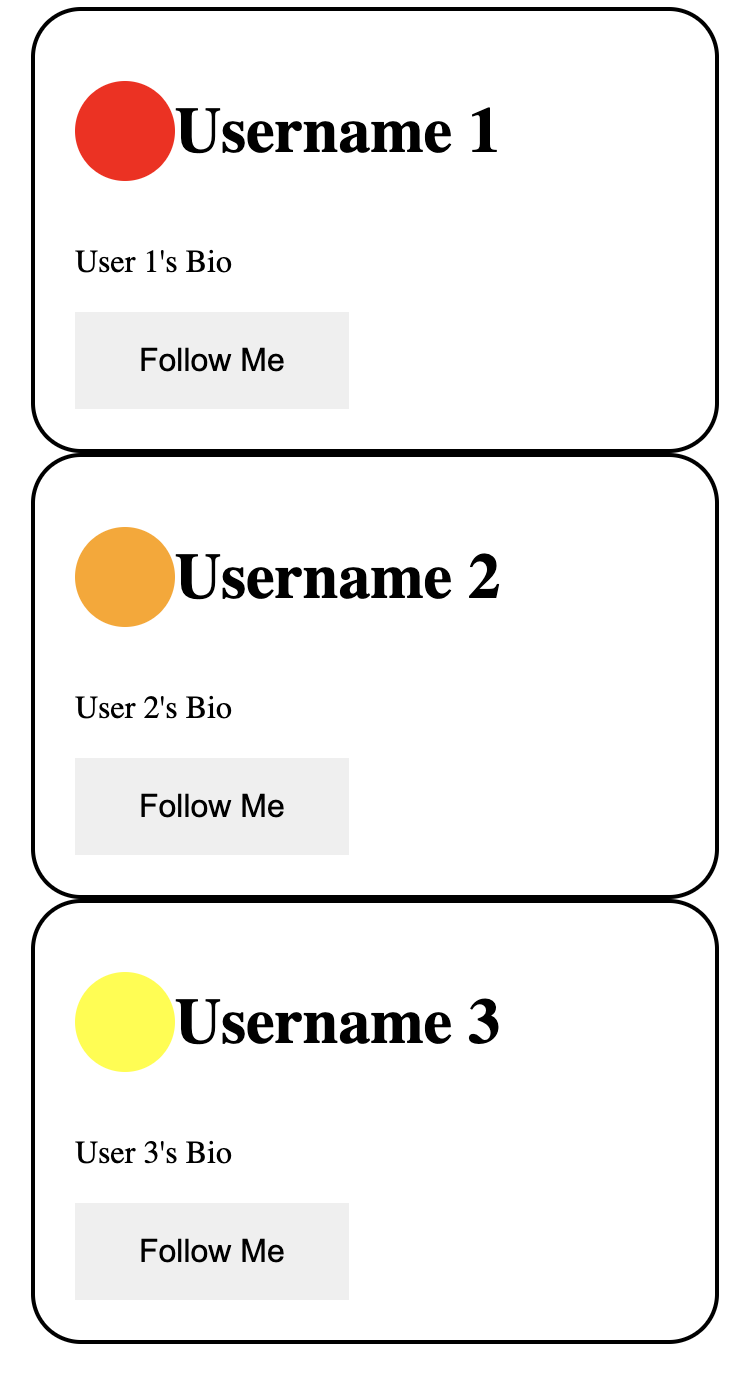 Username 1
User 1's Bio
Follow Me
Username 2
User 2's Bio
Follow Me
Username 3
User 3's Bio
Follow Me